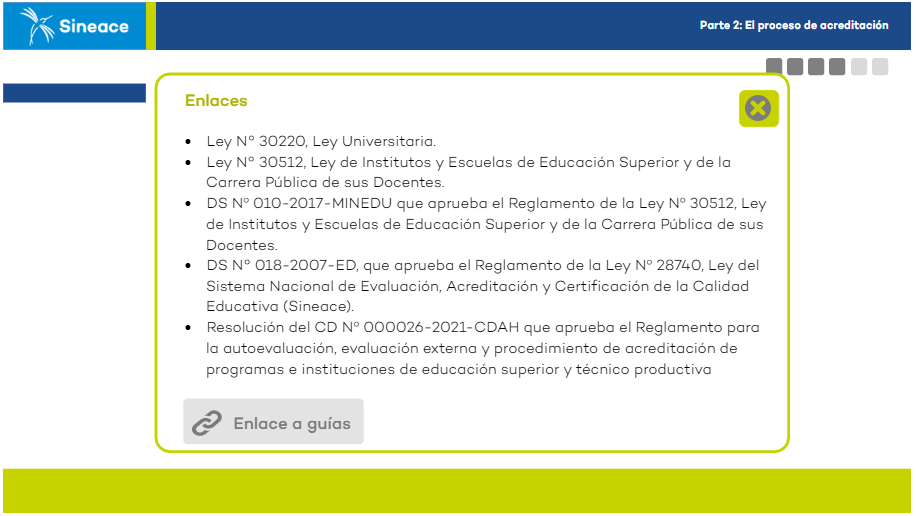 Sineace
Parte 2: El proceso de acreditación
Enlaces
• Ley N° 30220, Ley Universitaria.
• Ley N° 30512, Ley de Institutos y Escuelas de Educación Superior y de la
Carrera Pública de sus Docentes.
• DS N° 010-2017-MINEDU que aprueba el Reglamento de la Ley N° 30512, Ley
de Institutos y Escuelas de Educación Superior y de la Carrera Pública de sus
Docentes.
• DS N° 018-2007-ED, que aprueba el Reglamento de la Ley N° 28740, Ley del
Sistema Nacional de Evaluación, Acreditación y Certificación de la Calidad
Educativa (Sineace).
• Resolución del CD N° 000026-2021-CDAH que aprueba el Reglamento para
la autoevaluación, evaluación externa y procedimiento de acreditación de
programas e instituciones de educación superior y técnico productiva
Enlace a guías